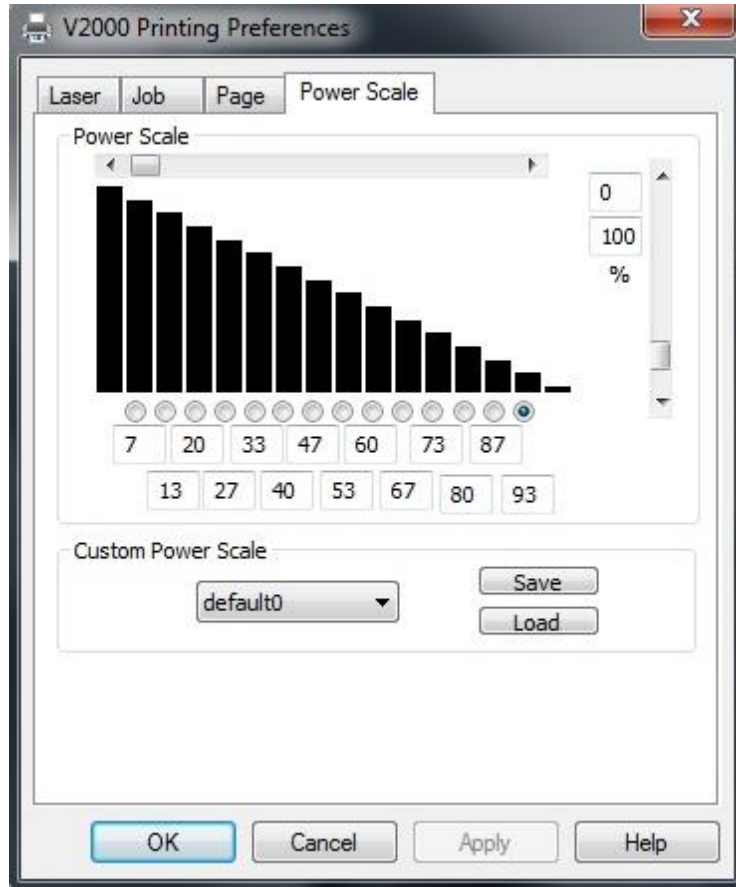 V2000 Printing Preferences
Laser Job Page Power Scale
Power Scale
0
100
%
7 20 33 47 60 73 87
13 27 40 53 67 80 93
Custom Power Scale
default0
Save
Load
OK Cancel Apply Help